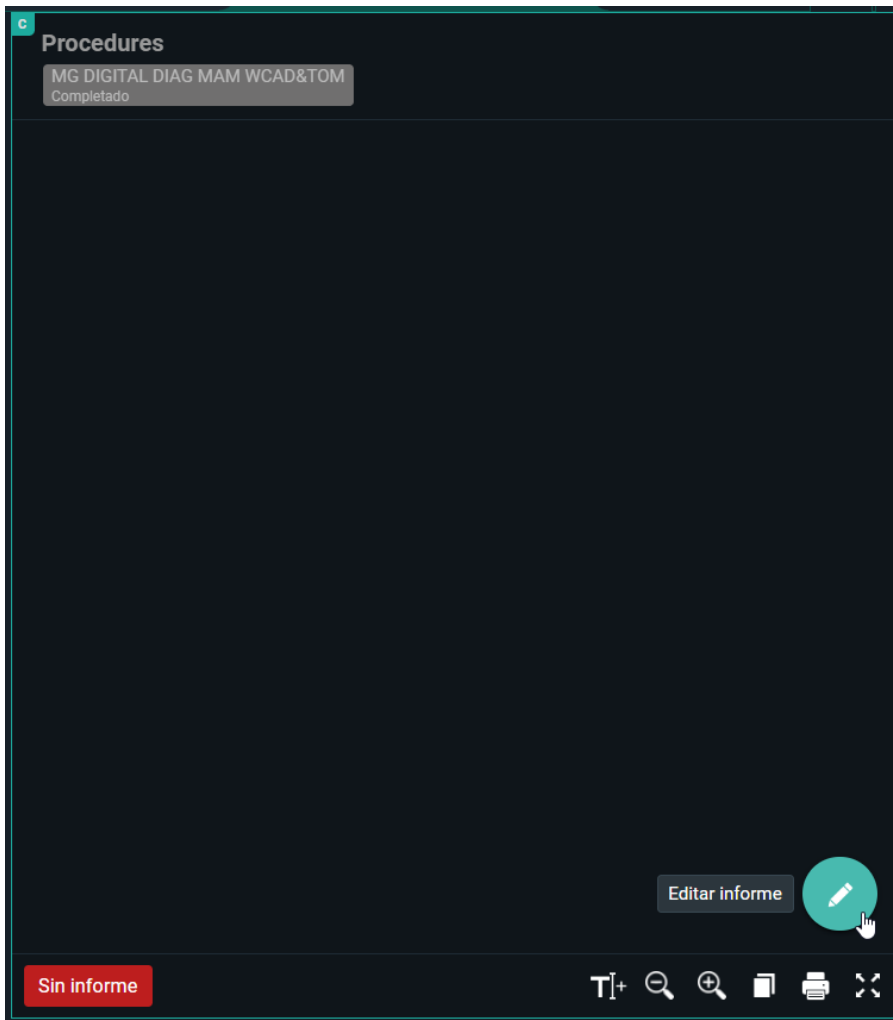 c
Procedures
MG DIGITAL DIAG MAM WCAD&TOM
Completado
Editar informe
Sin informe
T+